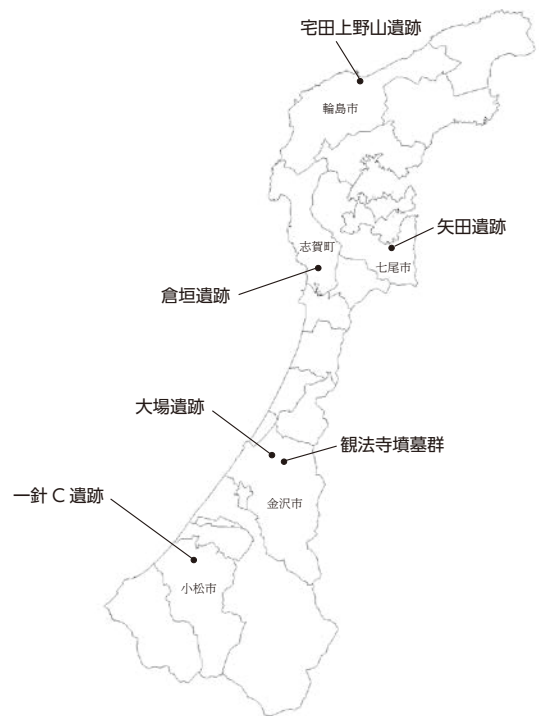 宅田上野山遺跡
輪島市
矢田遺跡
志賀町
七尾市
倉垣遺跡
大場遺跡
観法寺墳墓群
一針 C 遺跡
金沢市
小松市